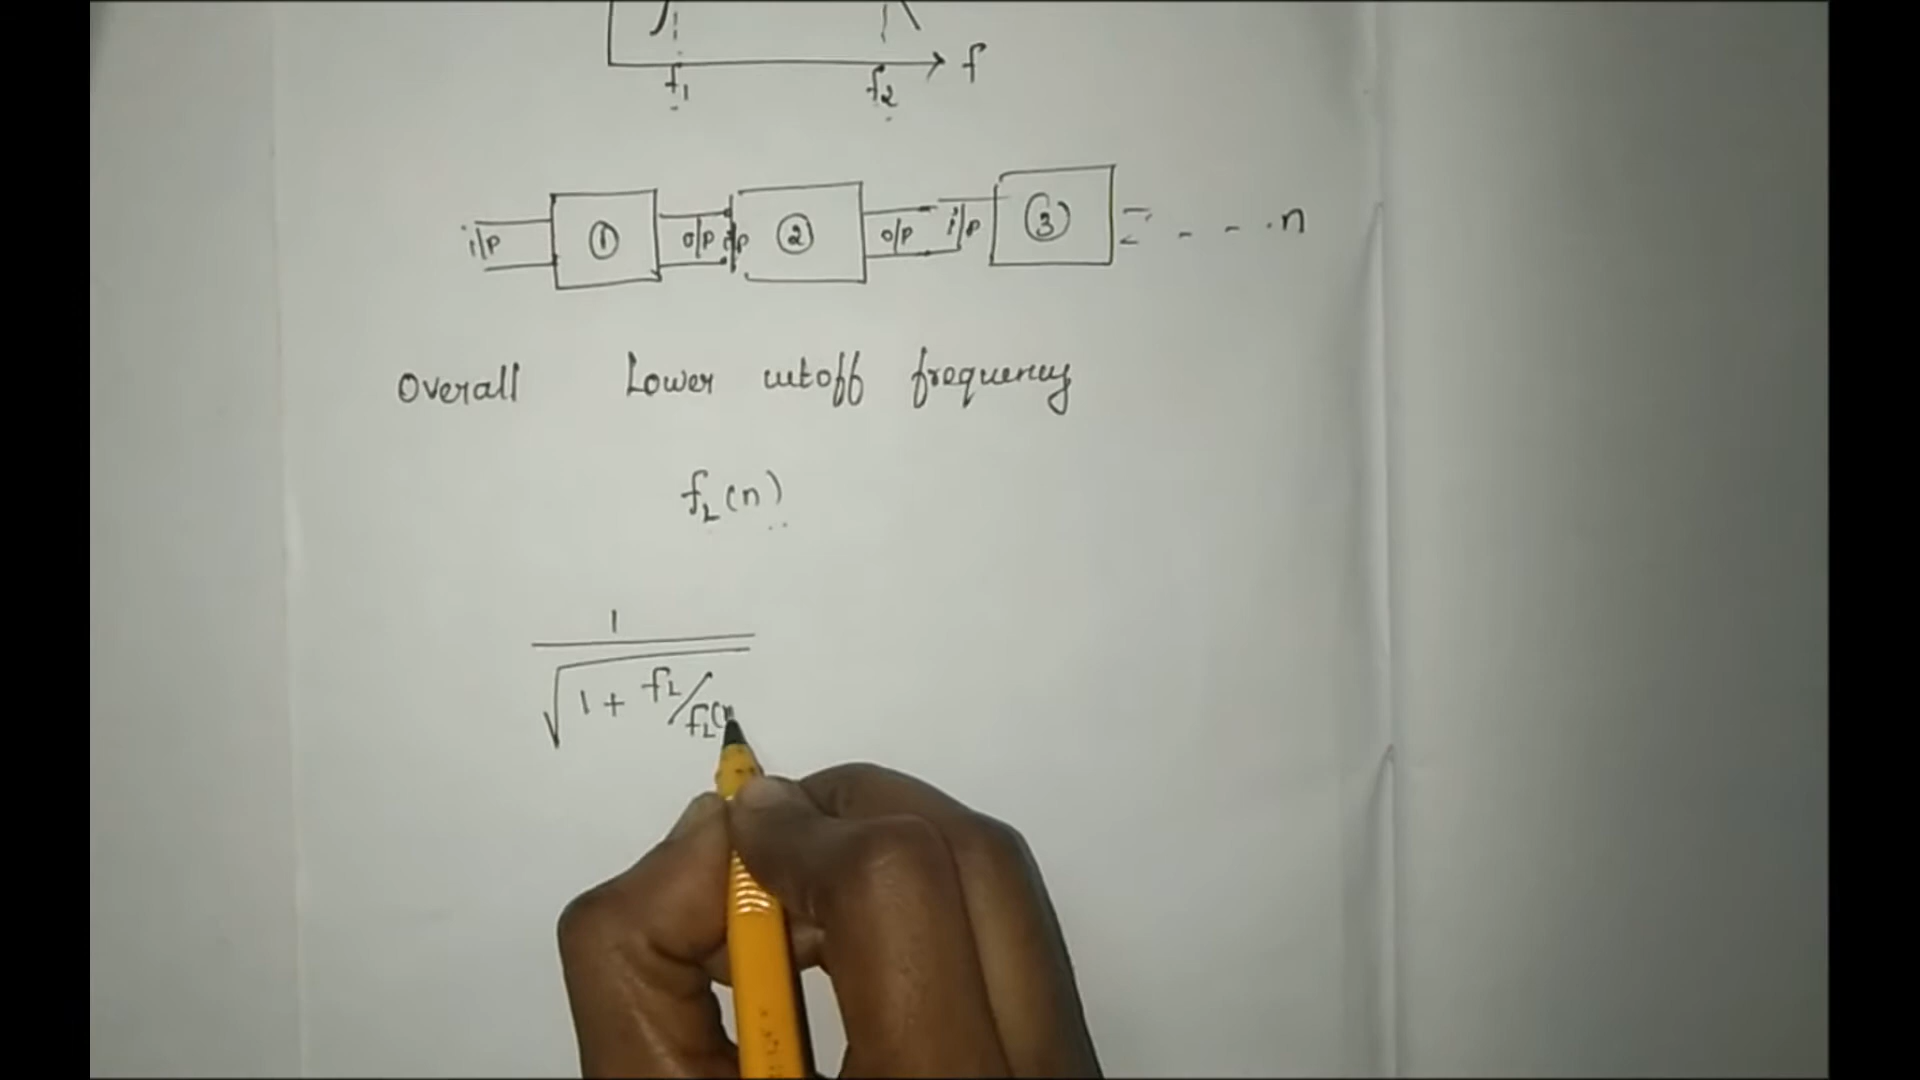 f
f1 f2
i/p 1 o/p i/p 2 o/p i/p 3 - - - . n
Overall Lower cutoff frequency
fL(n)
1
√1 + fL/fL(n